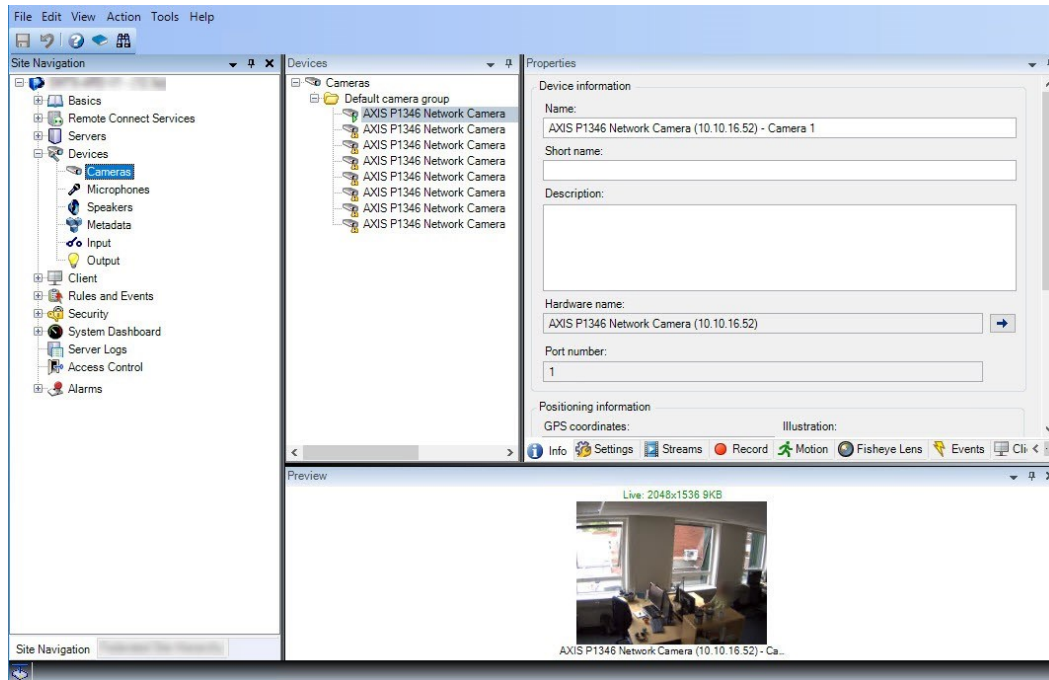 File Edit View Action Tools Help
Site Navigation
Basics
Remote Connect Services
Servers
Devices
Cameras
Microphones
Speakers
Metadata
Input
Output
Client
Rules and Events
Security
System Dashboard
Server Logs
Access Control
Alarms
Site Navigation
Devices
Cameras
Default camera group
AXIS P1346 Network Camera
AXIS P1346 Network Camera
AXIS P1346 Network Camera
AXIS P1346 Network Camera
AXIS P1346 Network Camera
AXIS P1346 Network Camera
AXIS P1346 Network Camera
AXIS P1346 Network Camera
Properties
Device information
Name:
AXIS P1346 Network Camera (10.10.16.52) - Camera 1
Short name:
Description:
Hardware name:
AXIS P1346 Network Camera (10.10.16.52)
Port number:
1
Positioning information
GPS coordinates: Illustration:
Info Settings Streams Record Motion Fisheye Lens Events Cli
Preview
Live: 2048x1536 9KB
AXIS P1346 Network Camera (10.10.16.52) - Ca...